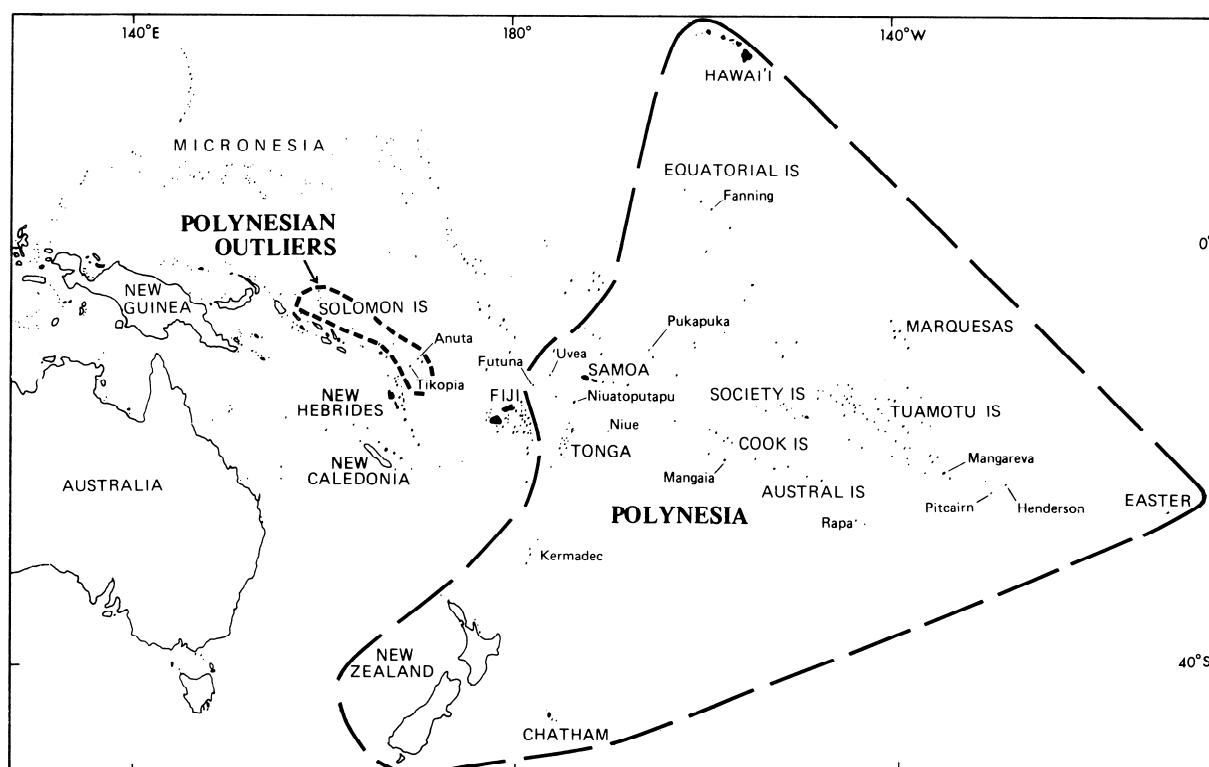 140°E
180°
140°W
HAWAI'I
MICRONESIA
EQUATORIAL IS
Fanning
POLYNESIAN
OUTLIERS
0°
NEW
GUINEA
SOLOMON IS
Pukapuka
MARQUESAS
Anuta
Futuna
Uvea
SAMOA
Tikopia
NEW
HEBRIDES
FIJI
Niuatoputapu
SOCIETY IS
TUAMOTU IS
Niue
TONGA
COOK IS
NEW
CALEDONIA
Mangareva
Mangaia
AUSTRALIA
AUSTRAL IS
Pitcairn
Henderson
EASTER
POLYNESIA
Rapa
Kermadec
NEW
ZEALAND
40°S
CHATHAM